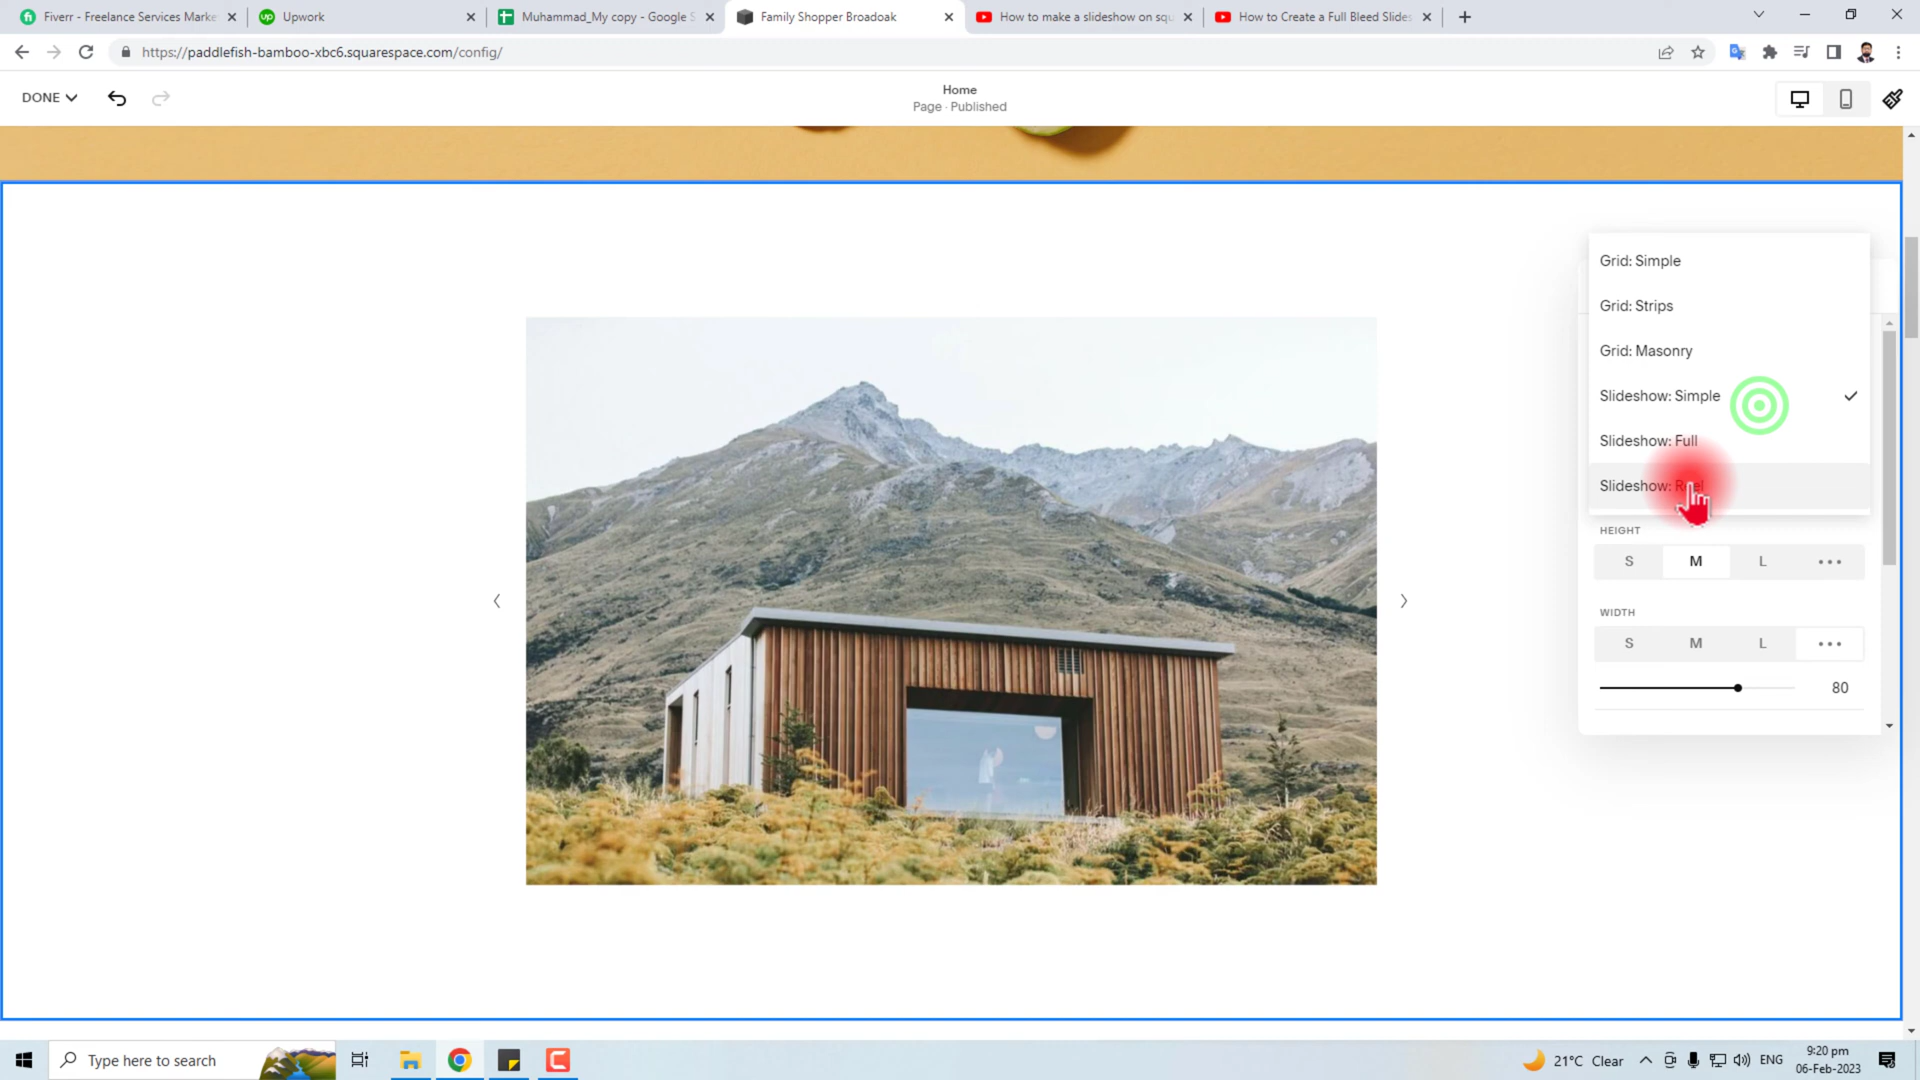 Fiverr - Freelance Services Marke
Upwork
Muhammad_My copy - Google S
Family Shopper Broadoak
How to make a slideshow on squ
How to Create a Full Bleed Slides
https://paddlefish-bamboo-xbc6.squarespace.com/config/
DONE
Home
Page · Published
Grid: Simple
Grid: Strips
Grid: Masonry
Slideshow: Simple
Slideshow: Full
Slideshow: Reel
HEIGHT
S M L
WIDTH
S M L
80
Type here to search
21°C Clear
ENG
9:20 pm
06-Feb-2023